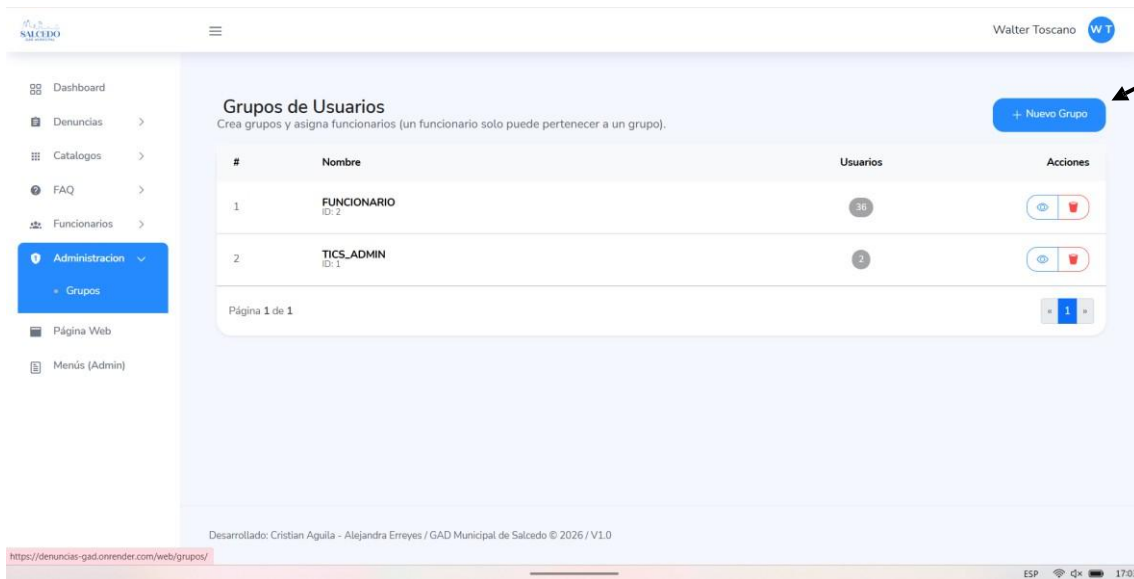 SALCEDO
Walter Toscano
WT
Dashboard
Denuncias
Catalogos
FAQ
Funcionarios
Administracion
Grupos
Página Web
Menús (Admin)
Grupos de Usuarios
Crea grupos y asigna funcionarios (un funcionario solo puede pertenecer a un grupo).
+ Nuevo Grupo
# Nombre Usuarios Acciones
1 FUNCIONARIO 36
ID: 2
2 TICS_ADMIN 2
ID: 1
Página 1 de 1
« 1 »
Desarrollado: Cristian Aguila - Alejandra Erreyes / GAD Municipal de Salcedo © 2026 / V1.0
https://denuncias-gad.onrender.com/web/grupos/
ESP